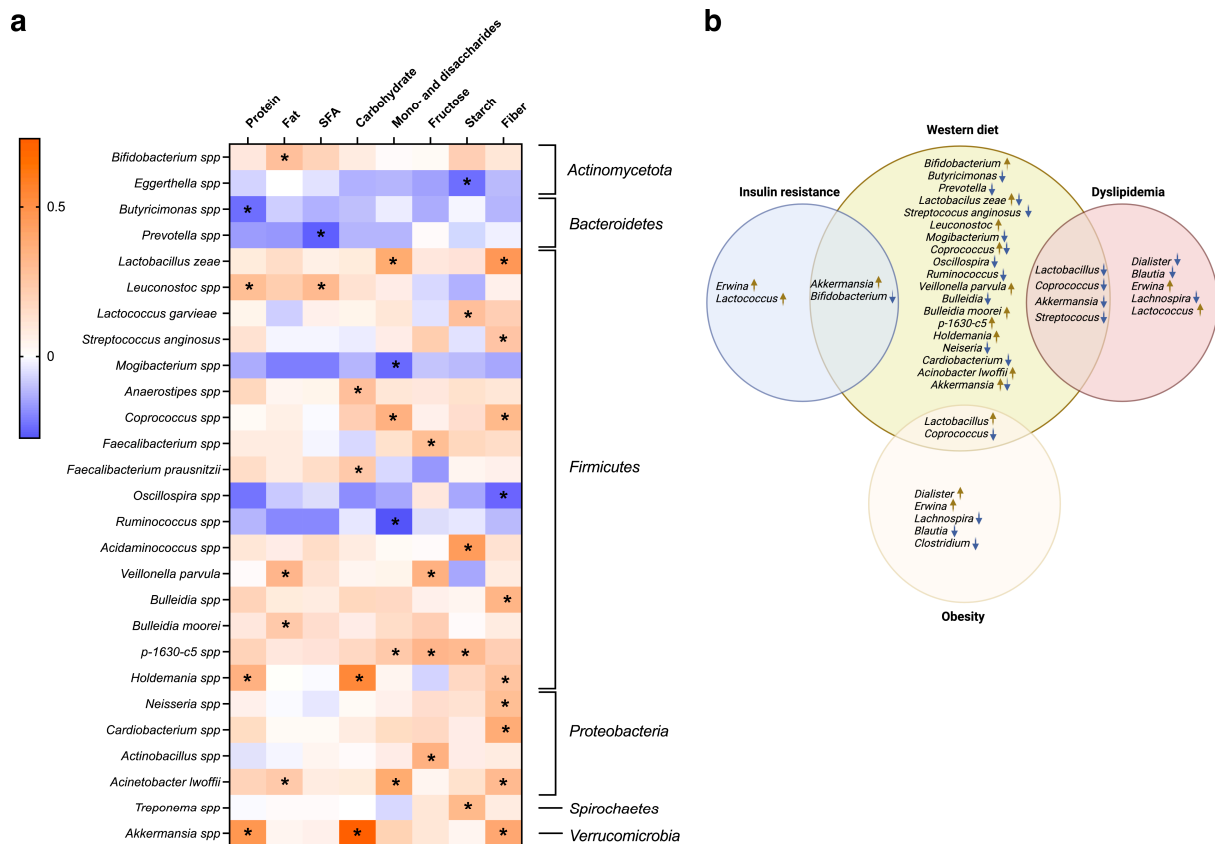 a
b
Protein
Fat
SFA
Carbohydrate
Mono- and disaccharides
Fructose
Starch
Fiber
0.5
0
Bifidobacterium spp
Eggerthella spp
Butyricimonas spp
Prevotella spp
Lactobacillus zeae
Leuconostoc spp
Lactococcus garvieae
Streptococcus anginosus
Mogibacterium spp
Anaerostipes spp
Coprococcus spp
Faecalibacterium spp
Faecalibacterium prausnitzii
Oscillospira spp
Ruminococcus spp
Acidaminococcus spp
Veillonella parvula
Bulleidia spp
Bulleidia moorei
p-1630-c5 spp
Holdemania spp
Neisseria spp
Cardiobacterium spp
Actinobacillus spp
Acinetobacter lwoffii
Treponema spp
Akkermansia spp
Actinomycetota
Bacteroidetes
Firmicutes
Proteobacteria
Spirochaetes
Verrucomicrobia
Western diet
Bifidobacterium ↑
Butyricimonas ↓
Prevotella ↓
Lactobacilus zeae ↑↓
Streptococus anginosus ↓
Leuconostoc ↑
Mogibacterium ↓
Coprococcus ↑↓
Oscillospira ↓
Ruminococcus ↓
Veillonella parvula ↑
Bulleidia ↓
Bulleidia moorei ↑
p-1630-c5 ↑
Holdemania ↑
Neiseria ↓
Cardiobacterium ↓
Acinobacter lwoffii ↑
Akkermansia ↑↓
Insulin resistance
Erwina ↑
Lactococcus ↑
Akkermansia ↑
Bifidobacterium ↓
Dyslipidemia
Lactobacillus ↓
Coprococcus ↓
Akkermansia ↓
Streptococus ↓
Dialister ↓
Blautia ↓
Erwina ↑
Lachnospira ↓
Lactococcus ↑
Lactobacillus ↑
Coprococcus ↓
Dialister ↑
Erwina ↑
Lachnospira ↓
Blautia ↓
Clostridium ↓
Obesity